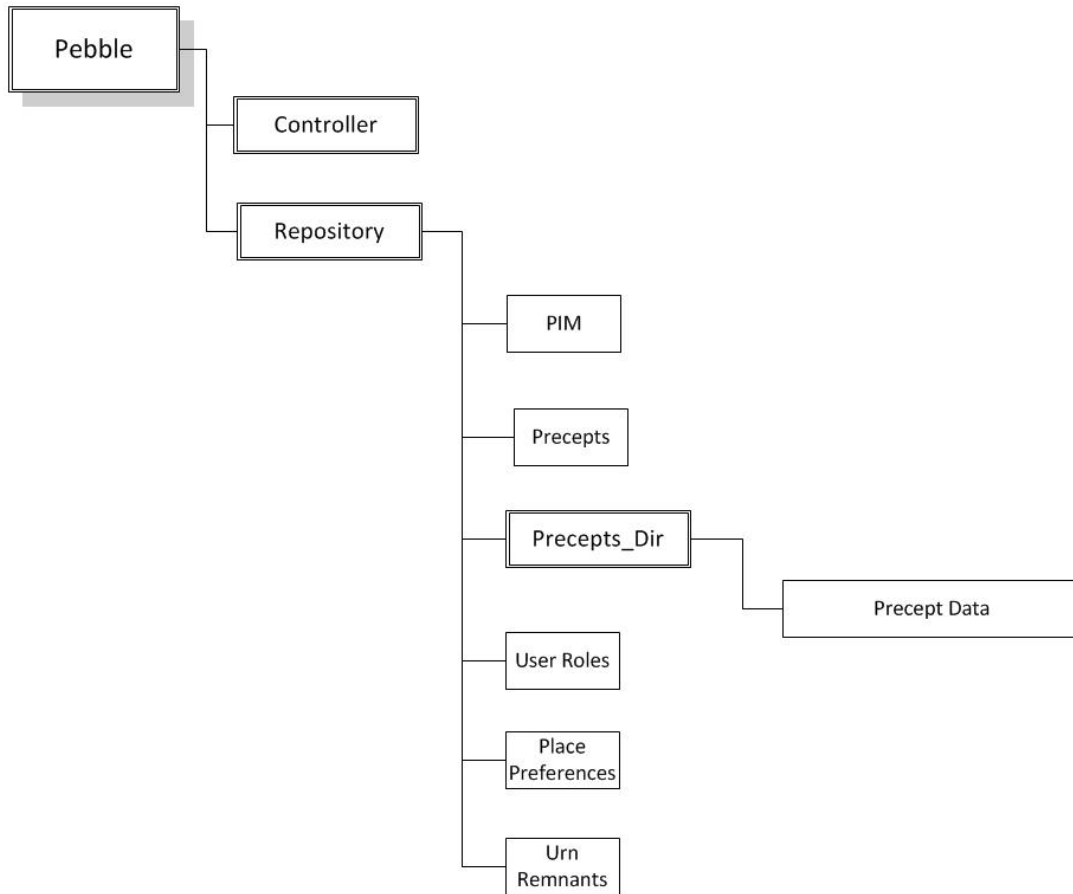 Pebble
Controller
Repository
PIM
Precepts
Precepts_Dir
Precept Data
User Roles
Place
Preferences
Urn
Remnants